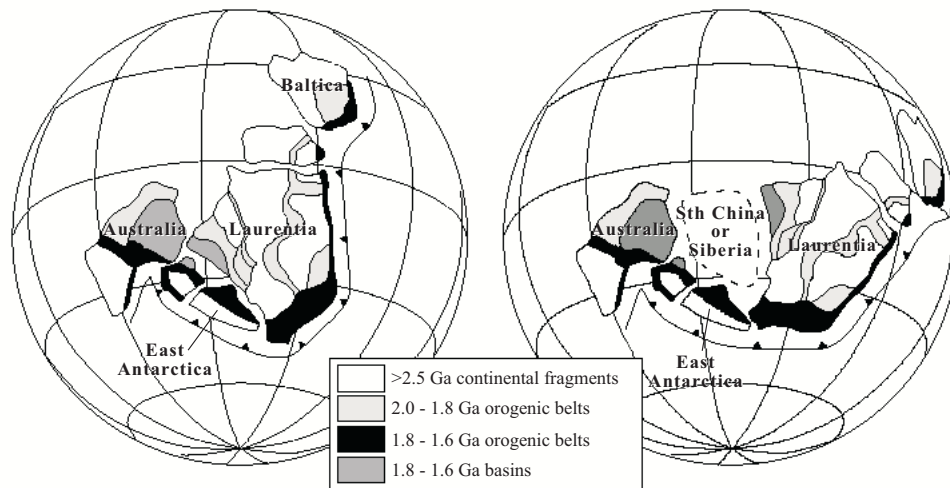 Baltica
Australia
Laurentia
East
Antarctica
Sth China
or
Siberia
Australia
Laurentia
East
Antarctica
>2.5 Ga continental fragments
2.0 - 1.8 Ga orogenic belts
1.8 - 1.6 Ga orogenic belts
1.8 - 1.6 Ga basins